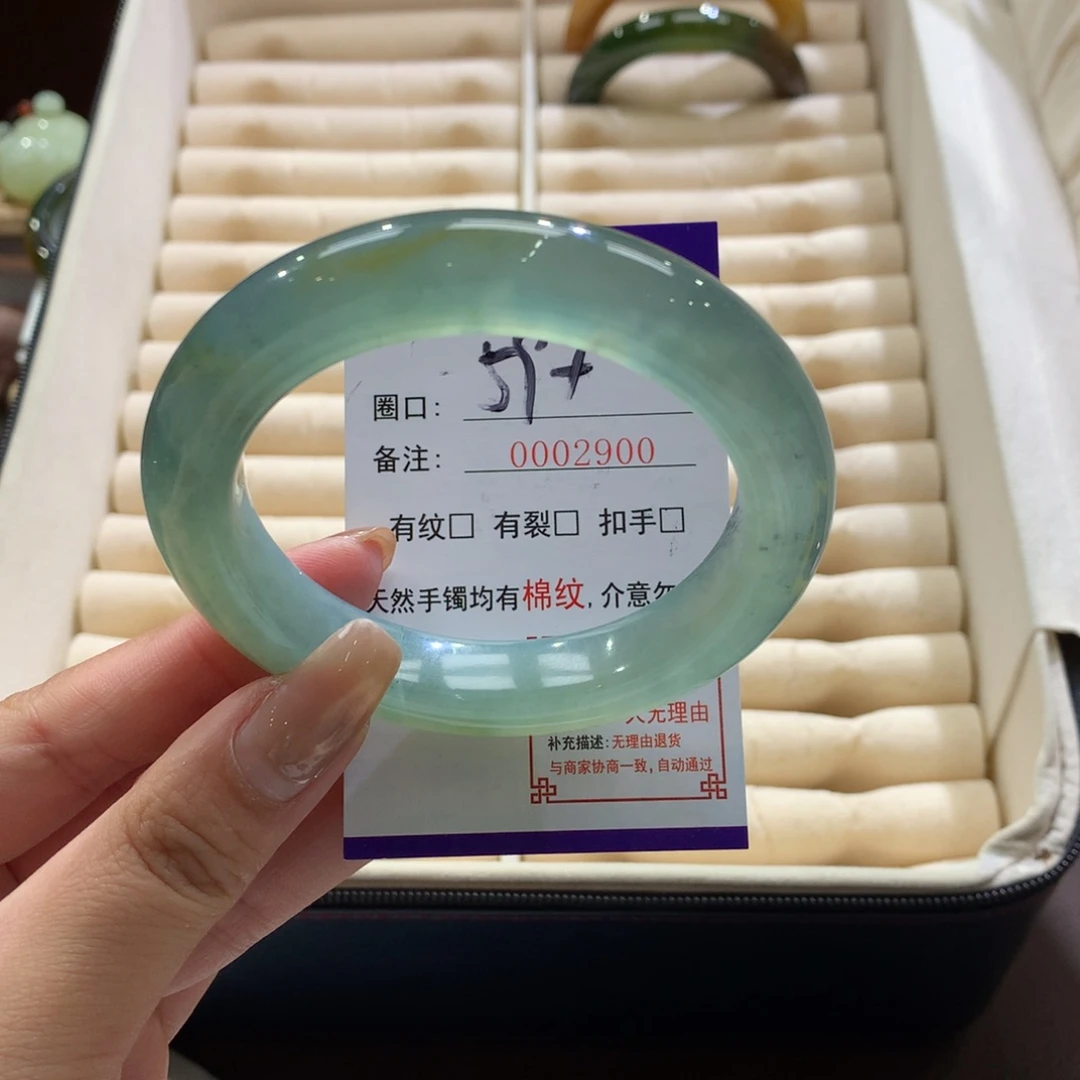 圈口：
备注： 0002900
有纹□ 有裂□ 扣手□
天然手镯均有棉纹，介意勿
人无理由
补充描述：无理由退货
与商家协商一致，自动通过